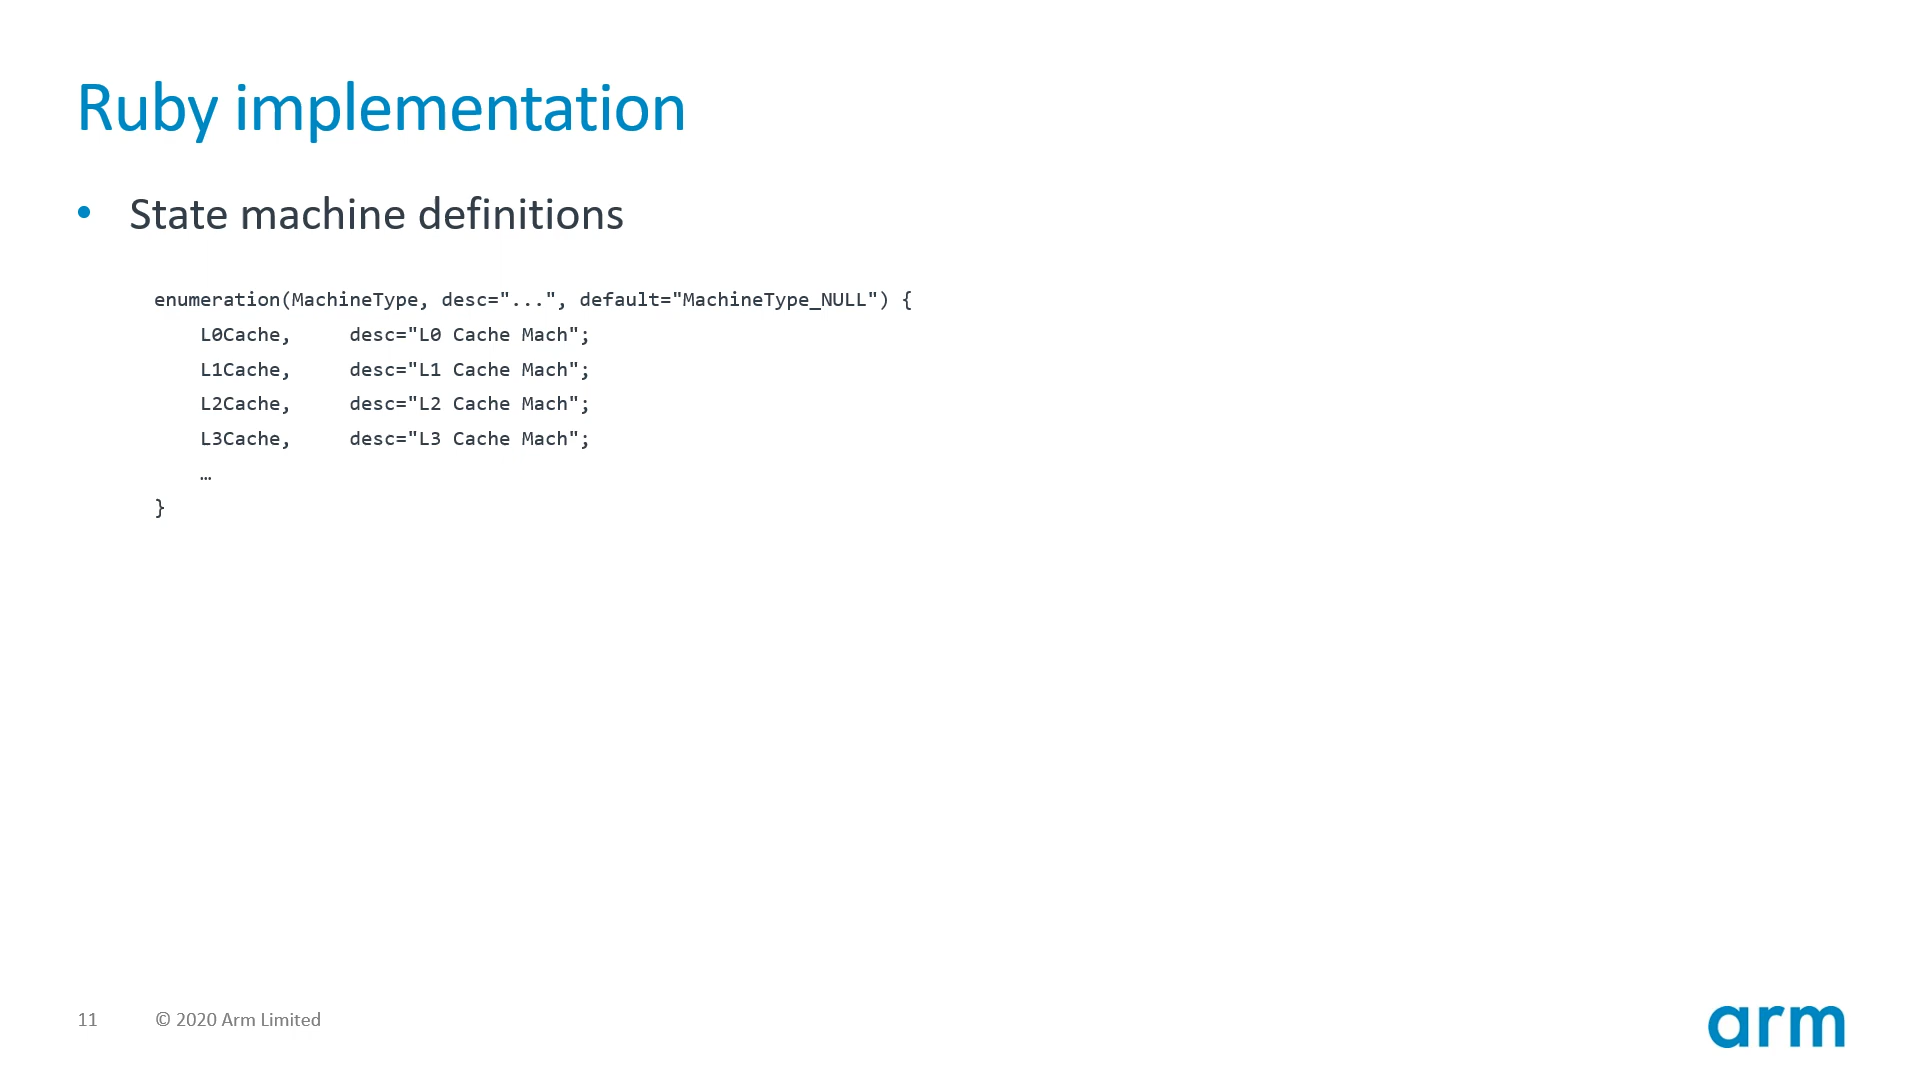 Ruby implementation
• State machine definitions
enumeration(MachineType, desc="...", default="MachineType_NULL") {
    L0Cache,     desc="L0 Cache Mach";
    L1Cache,     desc="L1 Cache Mach";
    L2Cache,     desc="L2 Cache Mach";
    L3Cache,     desc="L3 Cache Mach";
    …
}
11 © 2020 Arm Limited
arm